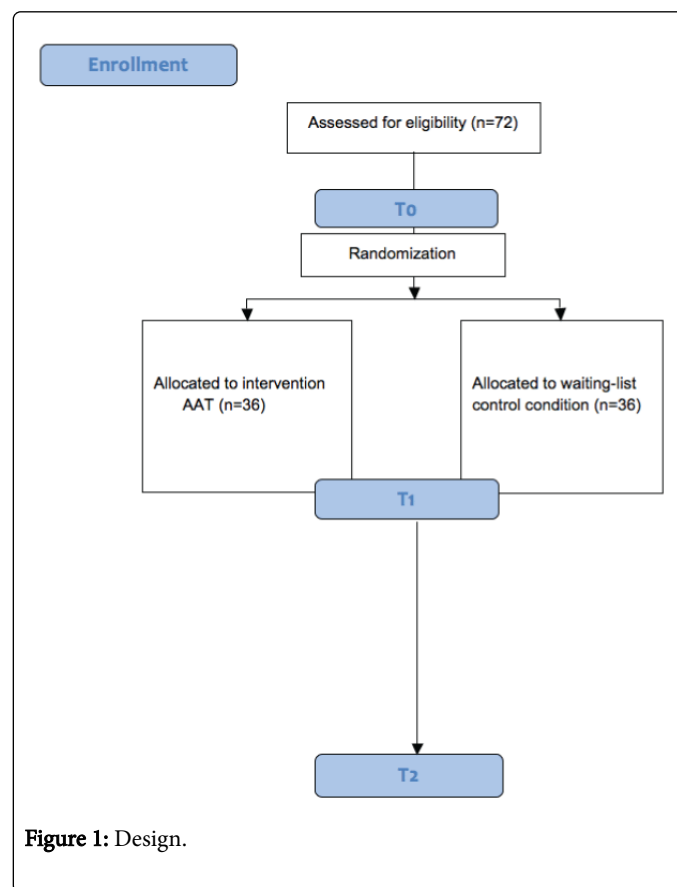 Enrollment
Assessed for eligibility (n=72)
T0
Randomization
Allocated to intervention
AAT (n=36)
Allocated to waiting-list
control condition (n=36)
T1
T2
Figure 1: Design.